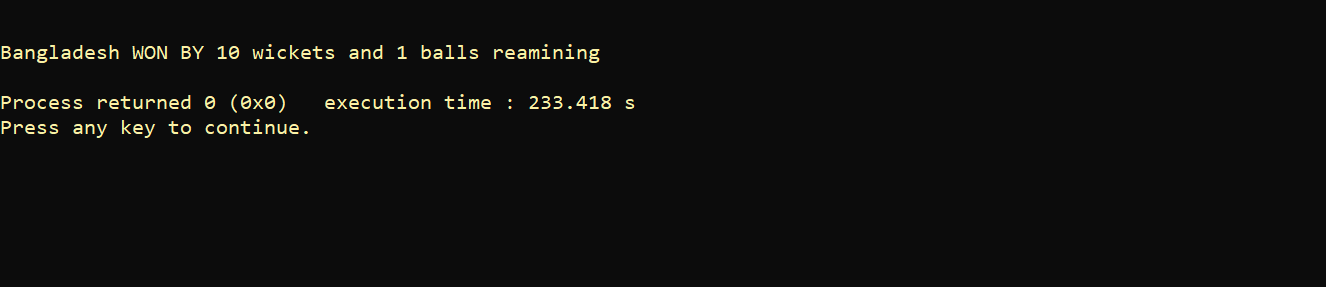 Bangladesh WON BY 10 wickets and 1 balls reamining
Process returned 0 (0x0)   execution time : 233.418 s
Press any key to continue.